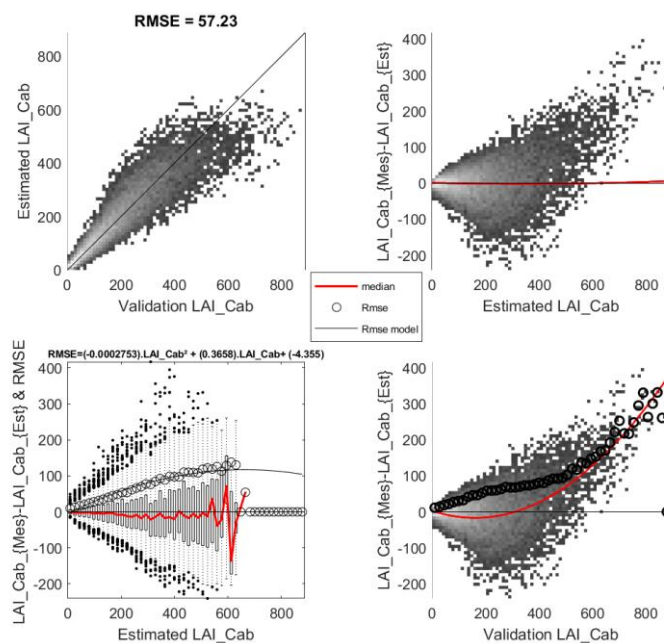 RMSE = 57.23
Estimated LAI_Cab
800
600
400
200
0
0 200 400 600 800
Validation LAI_Cab
LAI_Cab_{Mes}-LAI_Cab_{Est}
400
300
200
100
0
-100
-200
0 200 400 600 800
Estimated LAI_Cab
median
Rmse
Rmse model
RMSE=(-0.0002753).LAI_Cab² + (0.3658).LAI_Cab+ (-4.355)
LAI_Cab_{Mes}-LAI_Cab_{Est} & RMSE
400
300
200
100
0
-100
-200
0 200 400 600 800
Estimated LAI_Cab
LAI_Cab_{Mes}-LAI_Cab_{Est}
400
300
200
100
0
-100
-200
0 200 400 600 800
Validation LAI_Cab